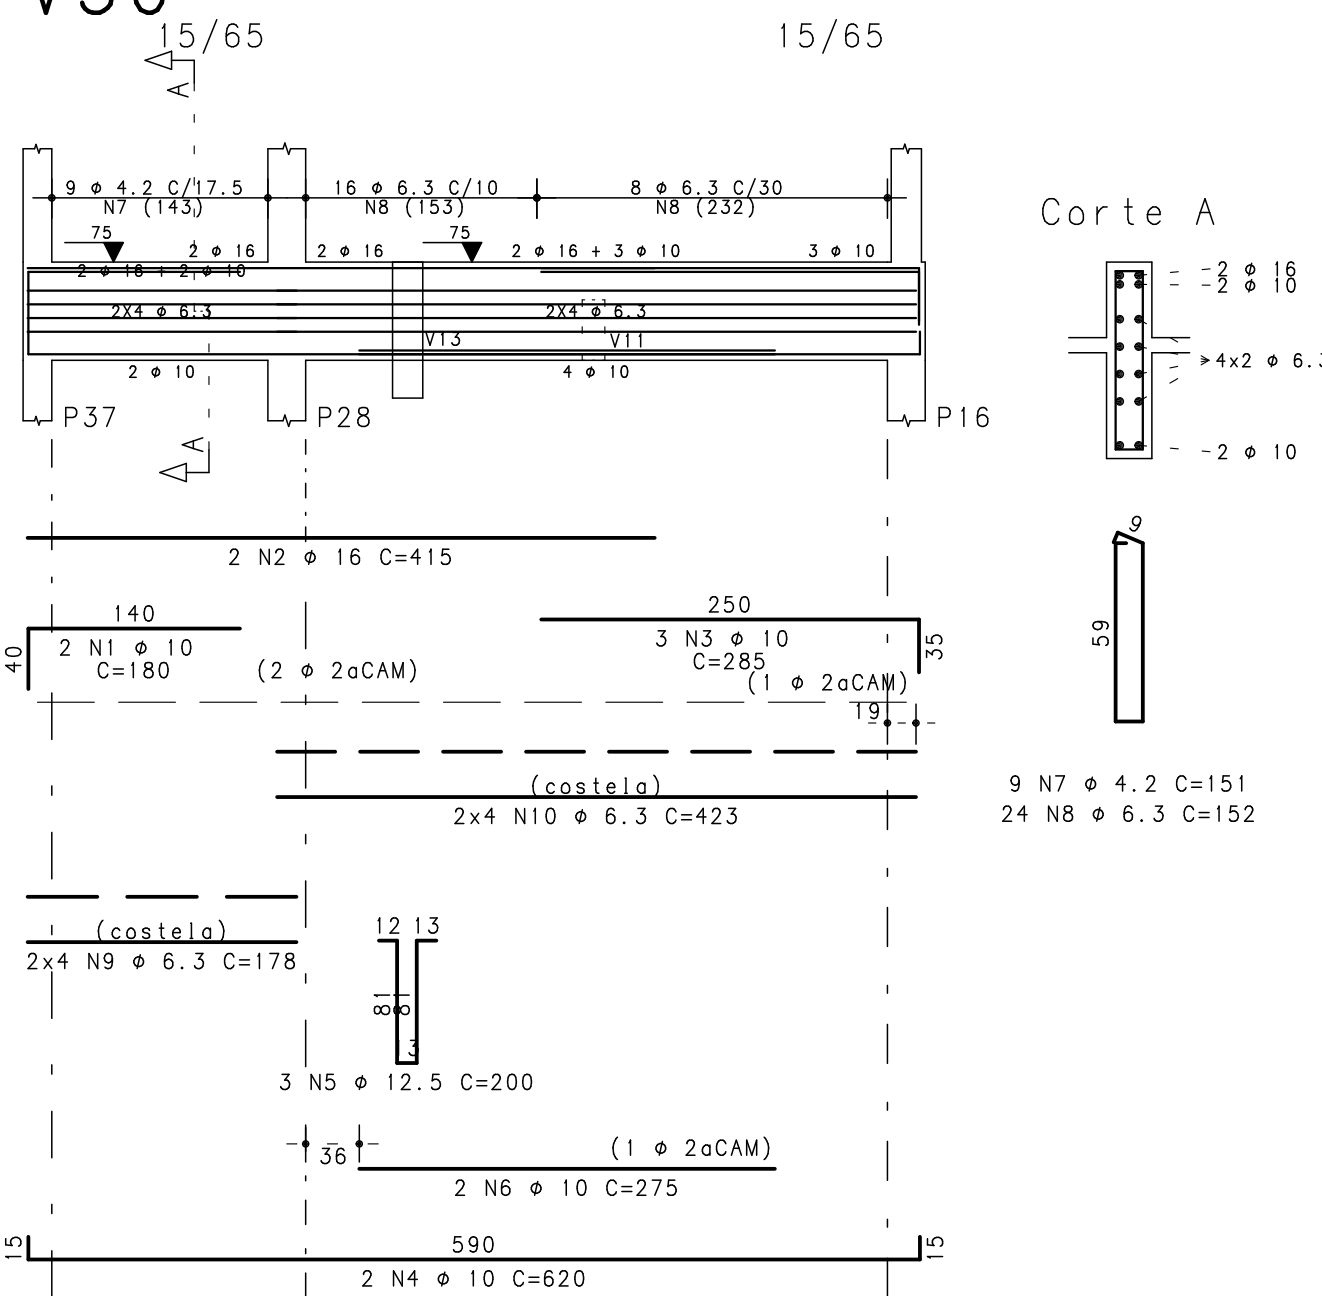 15/65
15/65
A
9 ø 4.2 C/17.5
16 ø 6.3 C/10
8 ø 6.3 C/30
N7 (143)
N8 (153)
N8 (232)
Corte A
75
75
2 ø 16
2 ø 16
2 ø 16 + 3 ø 10
3 ø 10
2 ø 16 + 2 ø 10
2X4 ø 6.3
2X4 ø 6.3
V13
V11
2 ø 10
4 ø 10
2 ø 16
2 ø 10
4x2 ø 6.3
2 ø 10
P37
P28
P16
A
2 N2 ø 16 C=415
9
140
250
40
2 N1 ø 10
C=180
3 N3 ø 10
C=285
35
59
(2 ø 2aCAM)
(1 ø 2aCAM)
19
(costela)
2x4 N10 ø 6.3 C=423
9 N7 ø 4.2 C=151
24 N8 ø 6.3 C=152
(costela)
2x4 N9 ø 6.3 C=178
12 13
81
81
13
3 N5 ø 12.5 C=200
36
(1 ø 2aCAM)
2 N6 ø 10 C=275
15
590
15
2 N4 ø 10 C=620